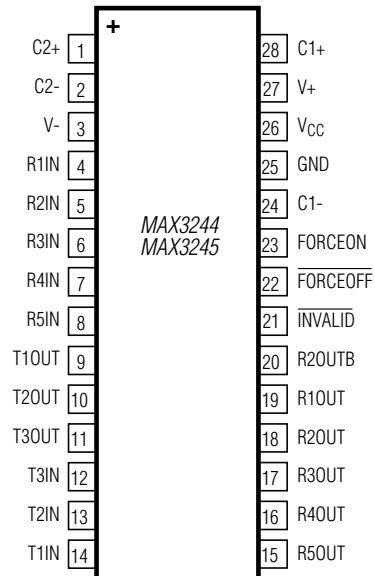 +
C2+ 1 28 C1+
C2- 2 27 V+
V- 3 26 VCC
R1IN 4 25 GND
R2IN 5 24 C1-
MAX3244
MAX3245
R3IN 6 23 FORCEON
R4IN 7 22 FORCEOFF
R5IN 8 21 INVALID
T1OUT 9 20 R2OUTB
T2OUT 10 19 R1OUT
T3OUT 11 18 R2OUT
T3IN 12 17 R3OUT
T2IN 13 16 R4OUT
T1IN 14 15 R5OUT